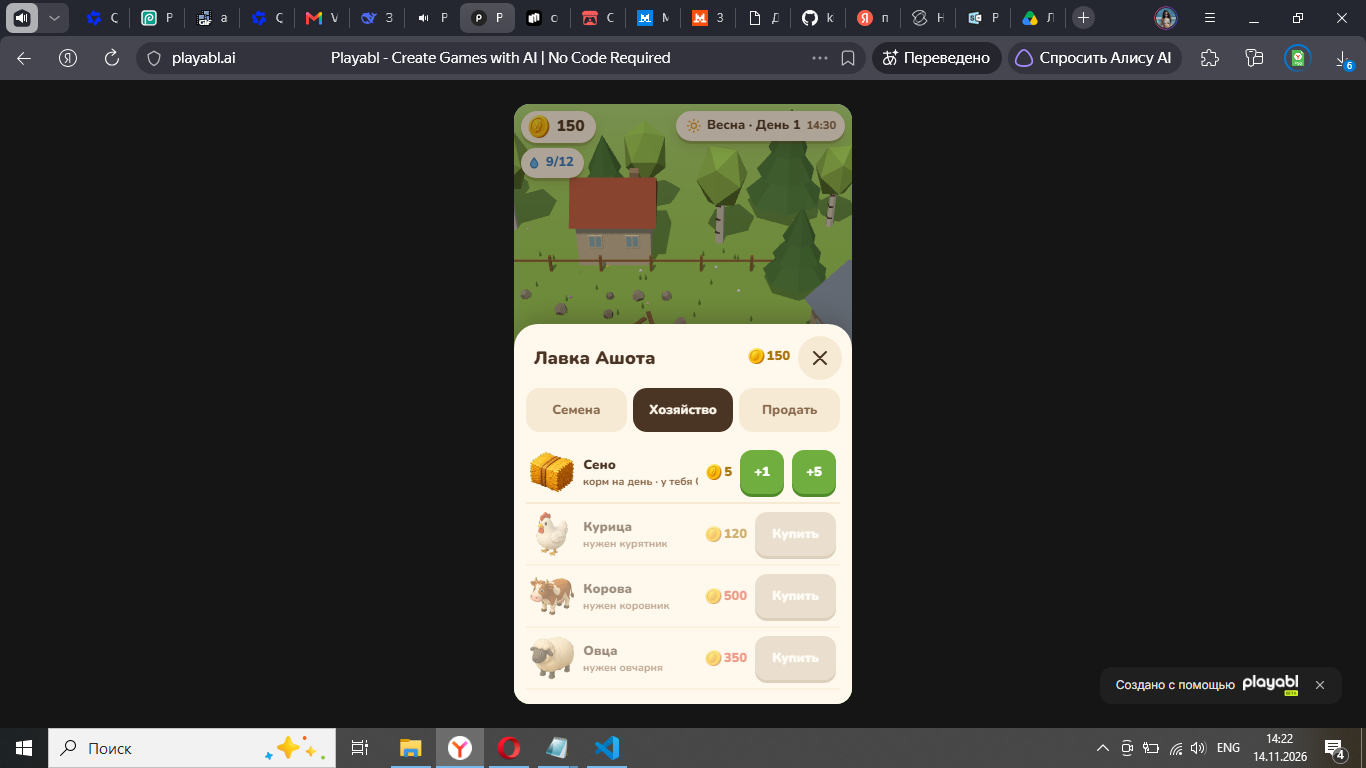 С
P
a
С
V
З
P
P
c
С
М
З
Д
k
п
Н
Р
Л
playabl.ai
Playabl - Create Games with AI | No Code Required
Переведено
Спросить Алису AI
6
150
Весна · День 1 14:30
9/12
Лавка Ашота
150
Семена
Хозяйство
Продать
Сено
корм на день · у тебя
5
+1
+5
Курица
нужен курятник
120
Купить
Корова
нужен коровник
500
Купить
Овца
нужен овчарня
350
Купить
Создано с помощью playabl
BETA
Поиск
ENG
14:22
14.11.2026
4